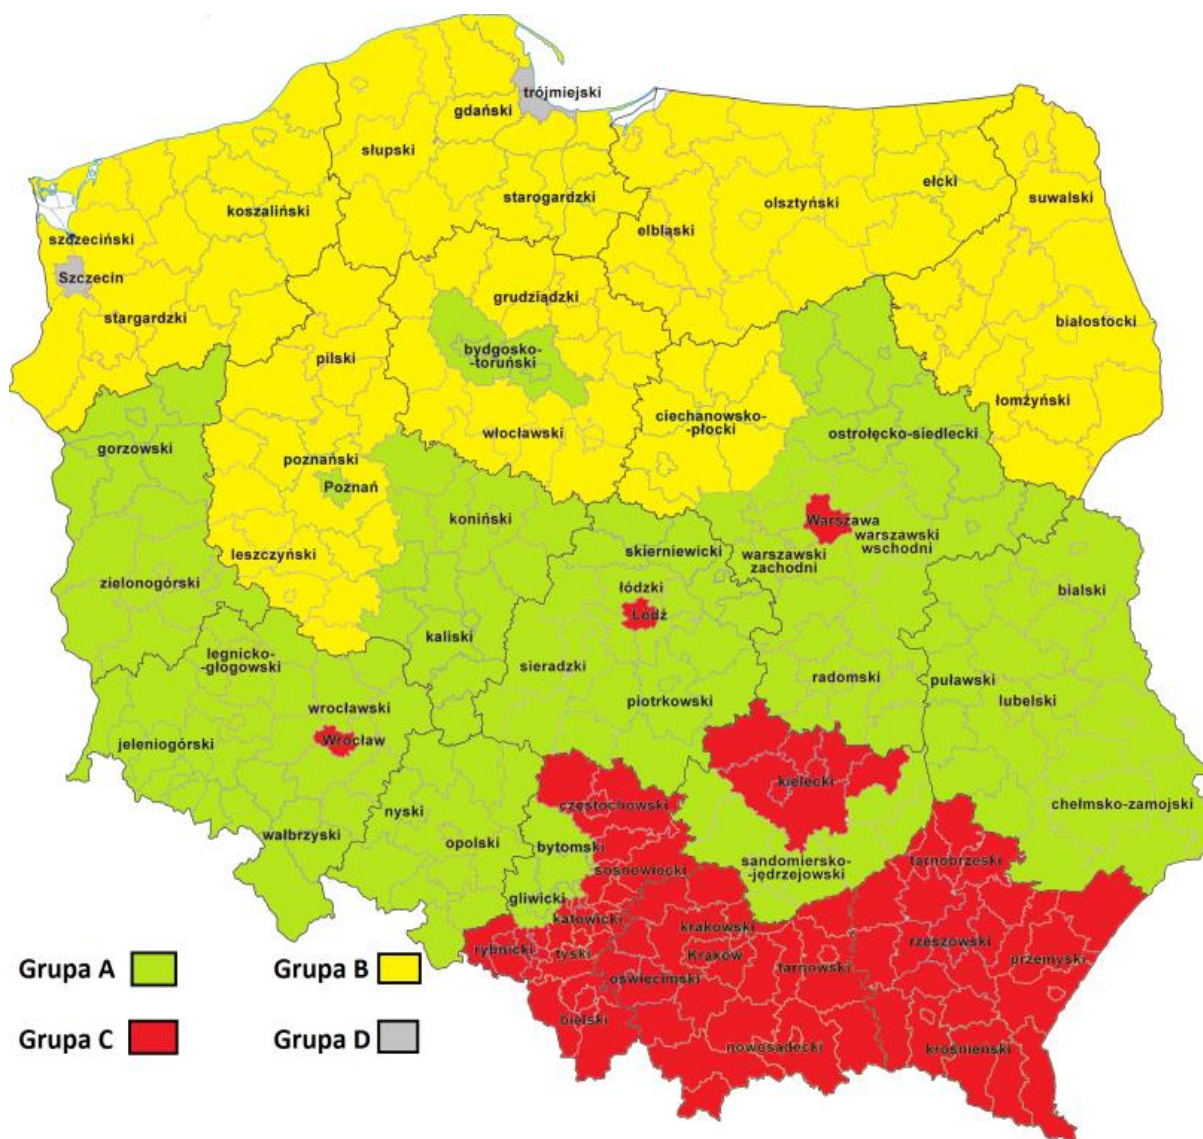 trójmiejski
gdański
słupski
ełcki
suwalski
starogardzki
olsztyński
koszaliński
elbląski
szczeciński
Szczecin
grudziądzki
stargardzki
białostocki
bydgosko-
-toruński
pilski
łomżyński
ciechanowsko-
-płocki
włocławski
ostrołęcko-siedlecki
gorzowski
poznański
Poznań
koniński
Warszawa
warszawski
wschodni
skierniewicki
warszawski
zachodni
leszczyński
zielonogórski
łódzki
Łódź
bialski
kaliski
legnicko-
-głogowski
sieradzki
radomski
puławski
lubelski
piotrkowski
wrocławski
Wrocław
jeleniogórski
kielecki
chełmsko-zamojski
częstochowski
nyski
wałbrzyski
opolski
bytomski
sandomiersko-
-jędrzejowski
tarnobrzeski
sosnowiecki
gliwicki
katowicki
krakowski
rybnicki
tyski
Kraków
rzeszowski
przemyski
tarnowski
oświęcimski
bielski
nowosadecki
krośnieński
Grupa A
Grupa B
Grupa C
Grupa D